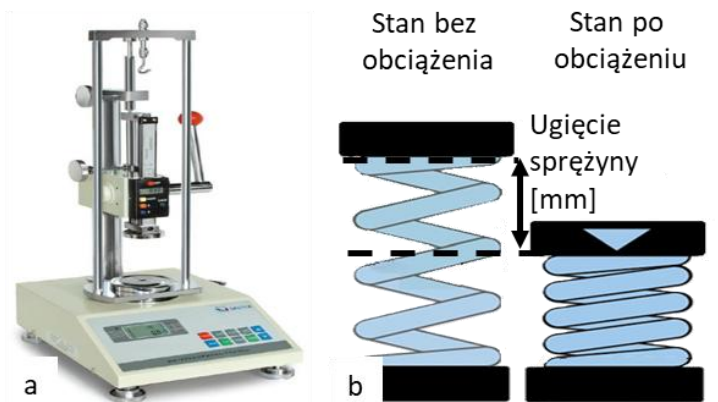 Stan bez
obciążenia
Stan po
obciążeniu
Ugięcie
sprężyny
[mm]
a
b